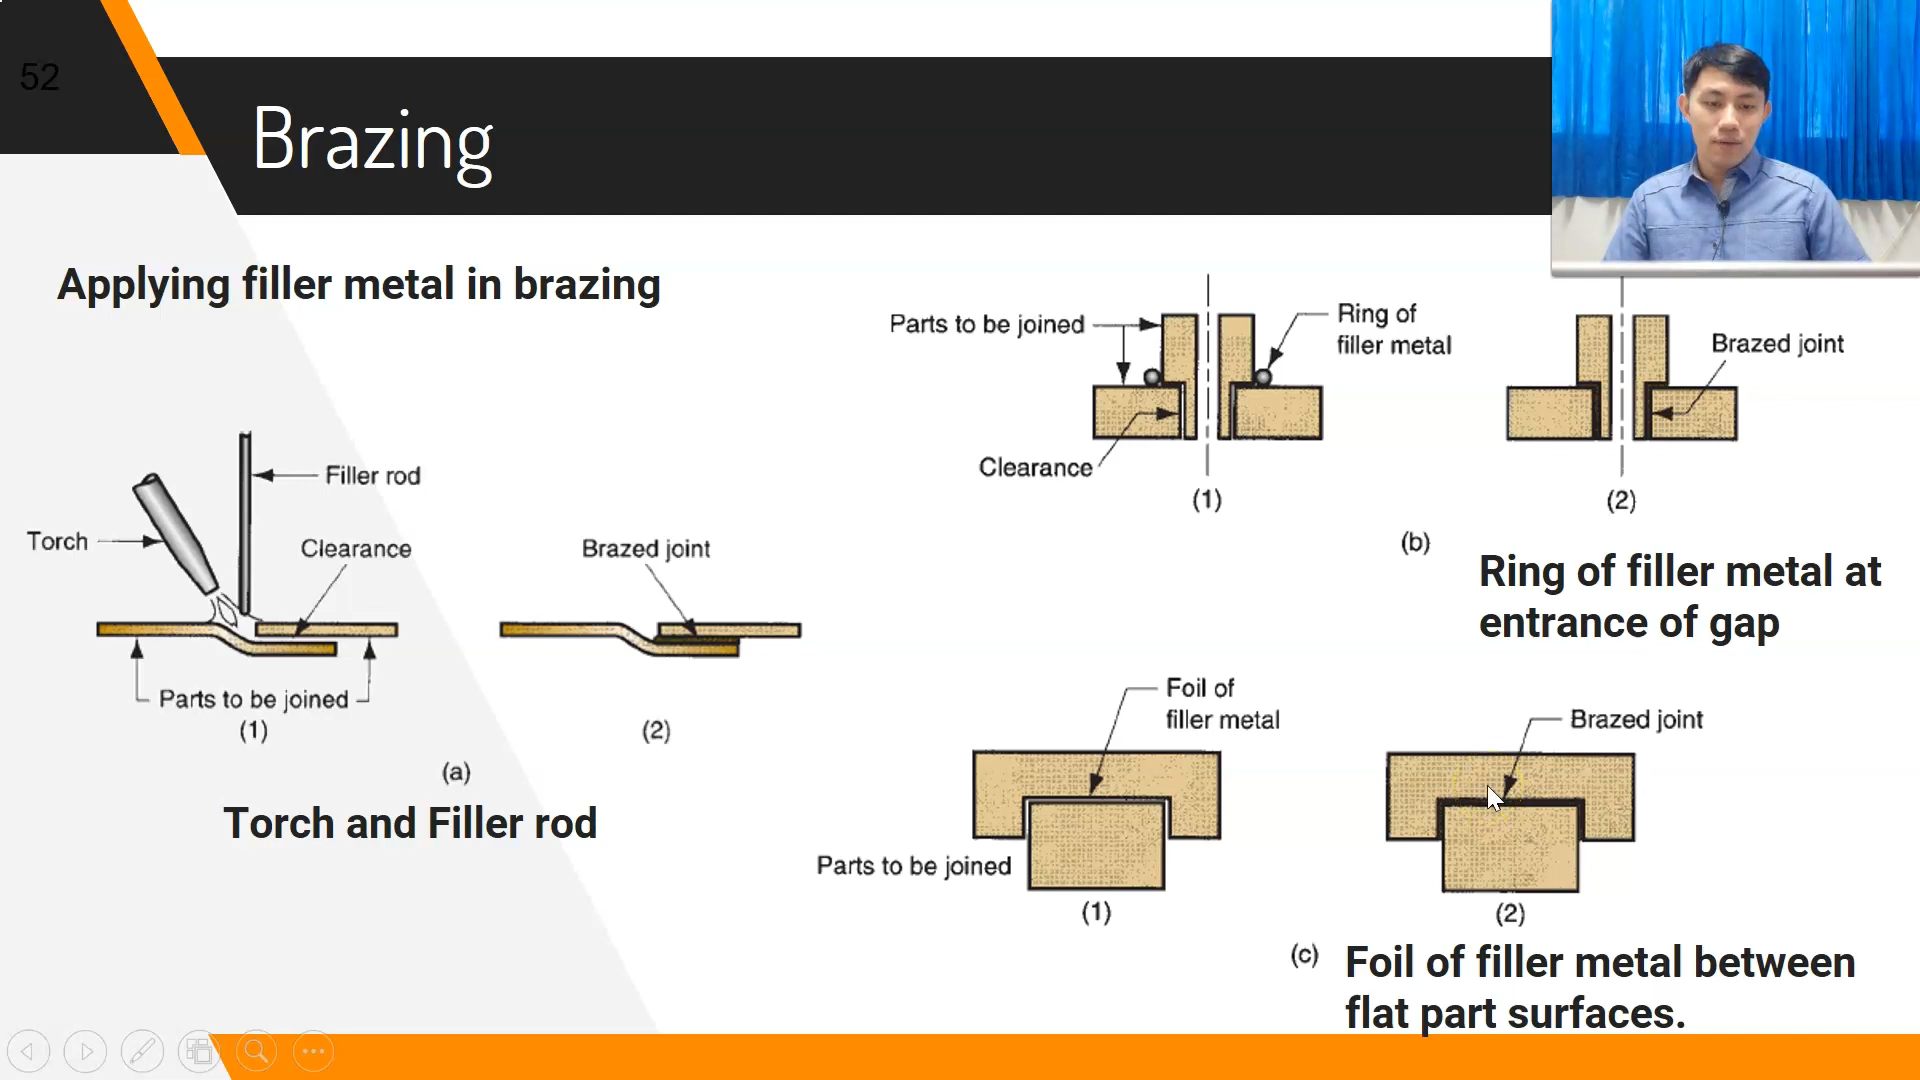 52
Brazing
Applying filler metal in brazing
Filler rod
Torch
Clearance
Parts to be joined
(1)
Brazed joint
(2)
(a)
Torch and Filler rod
Parts to be joined
Ring of
filler metal
Clearance
(1)
Brazed joint
(2)
(b)
Ring of filler metal at
entrance of gap
Foil of
filler metal
Parts to be joined
(1)
Brazed joint
(2)
(c)
Foil of filler metal between
flat part surfaces.